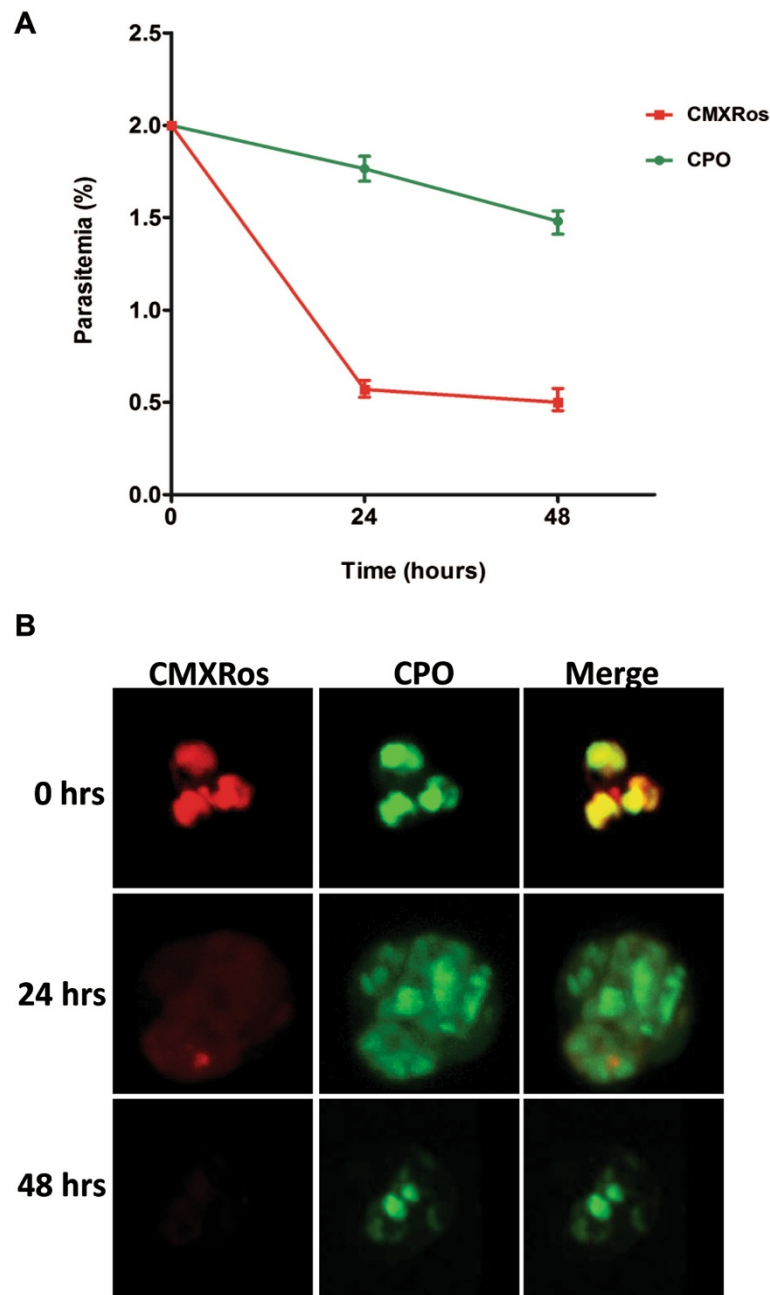 A
2.5
2.0
1.5
1.0
0.5
0.0
0 24 48
Parasitemia (%)
Time (hours)
CMXRos
CPO
B
CMXRos CPO Merge
0 hrs
24 hrs
48 hrs